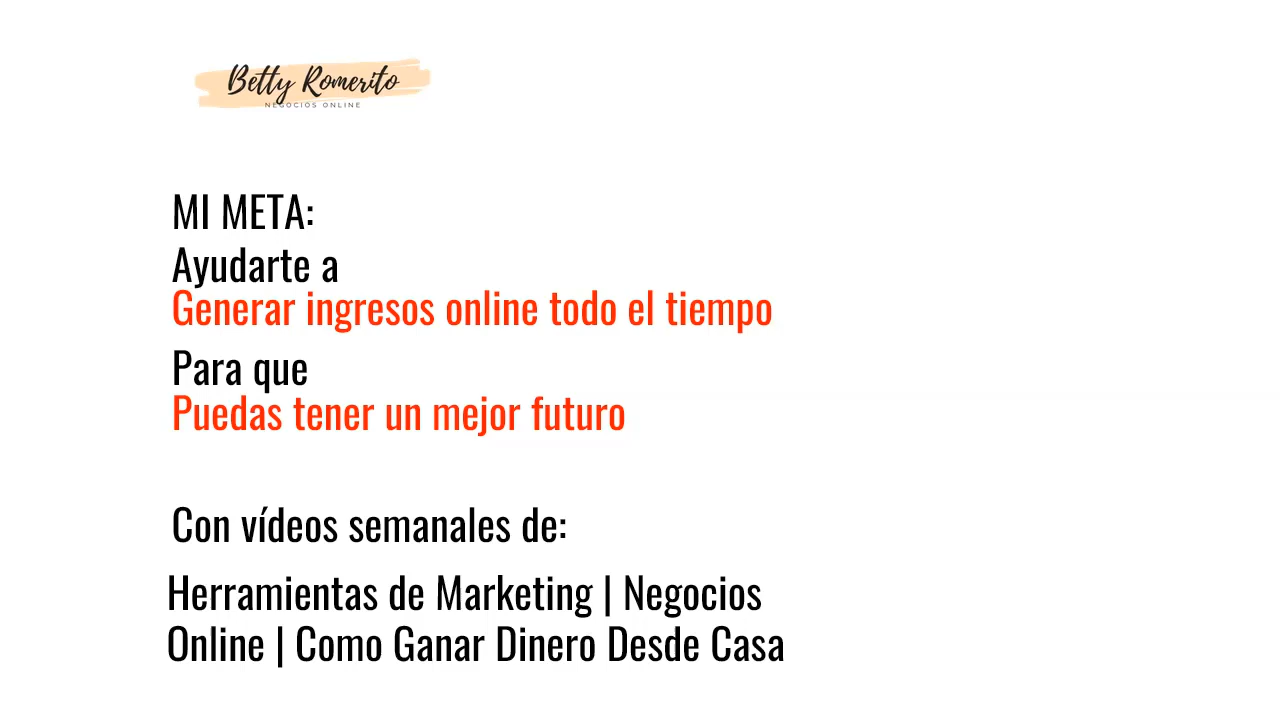 Betty Romerito
NEGOCIOS ONLINE
MI META:
Ayudarte a
Generar ingresos online todo el tiempo
Para que
Puedas tener un mejor futuro
Con vídeos semanales de:
Herramientas de Marketing | Negocios
Online | Como Ganar Dinero Desde Casa